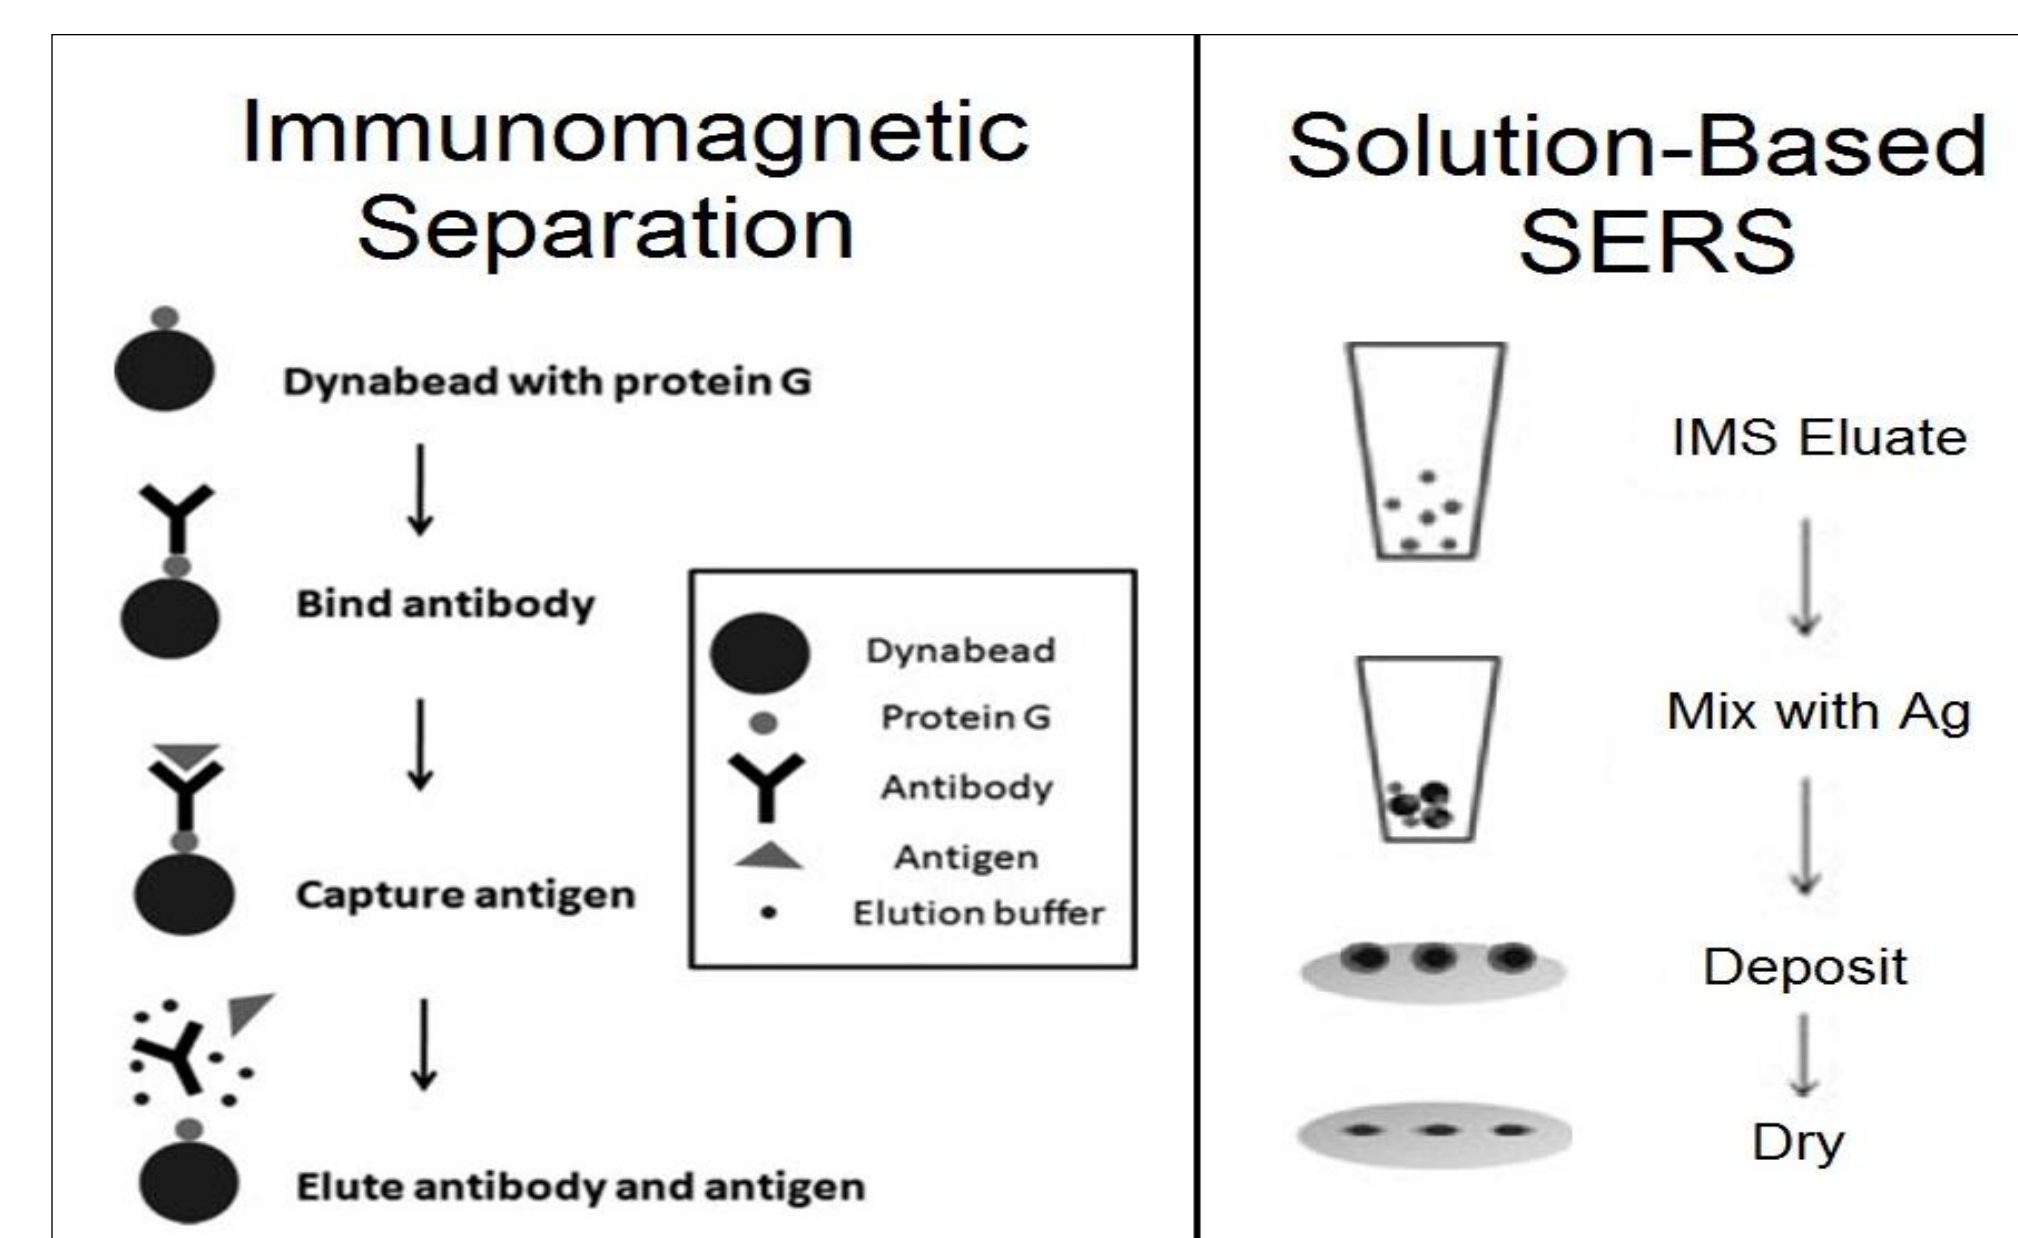 Immunomagnetic
Separation
Dynabead with protein G
Bind antibody
Capture antigen
Elute antibody and antigen
Dynabead
Protein G
Antibody
Antigen
Elution buffer
Solution-Based
SERS
IMS Eluate
Mix with Ag
Deposit
Dry